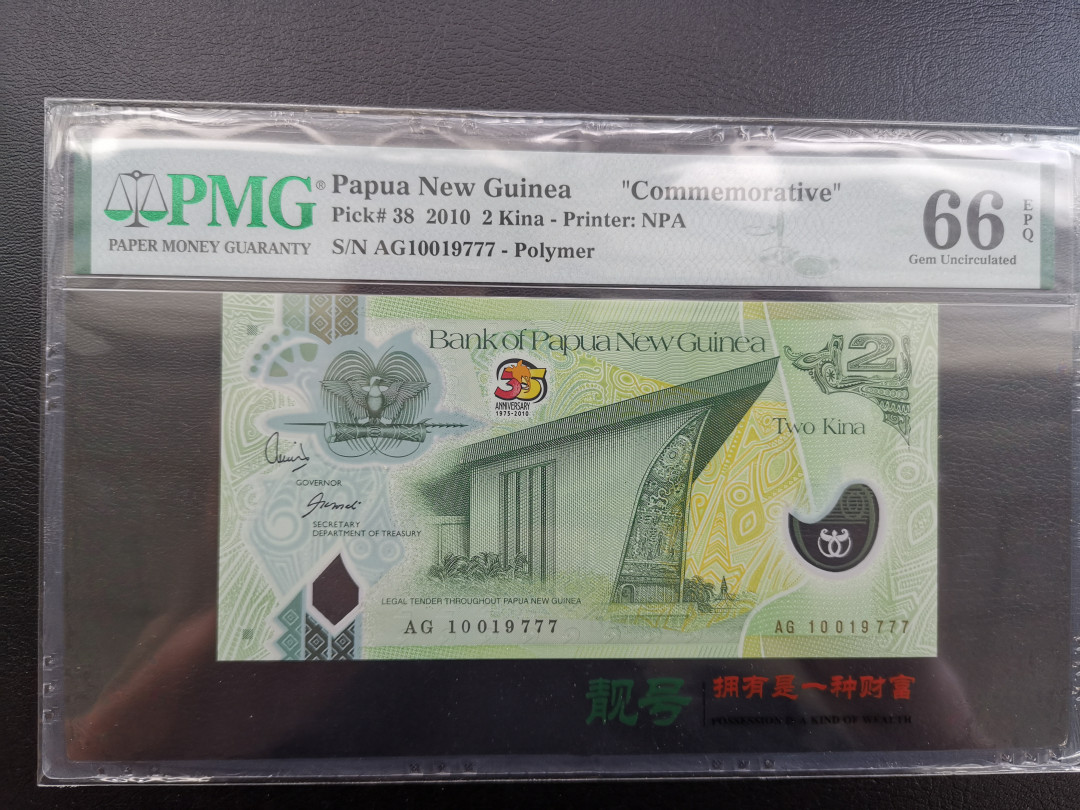 PMG®
PAPER MONEY GUARANTY
Papua New Guinea "Commemorative"
Pick# 38 2010 2 Kina - Printer: NPA
S/N AG10019777 - Polymer
66
EPQ
Gem Uncirculated
Bank of Papua New Guinea
2
35
ANNIVERSARY
1975-2010
Two Kina
GOVERNOR
SECRETARY
DEPARTMENT OF TREASURY
LEGAL TENDER THROUGHOUT PAPUA NEW GUINEA
AG 10019777
AG 10019777
靓号
拥有是一种财富
POSSESSION IS A KIND OF WEALTH